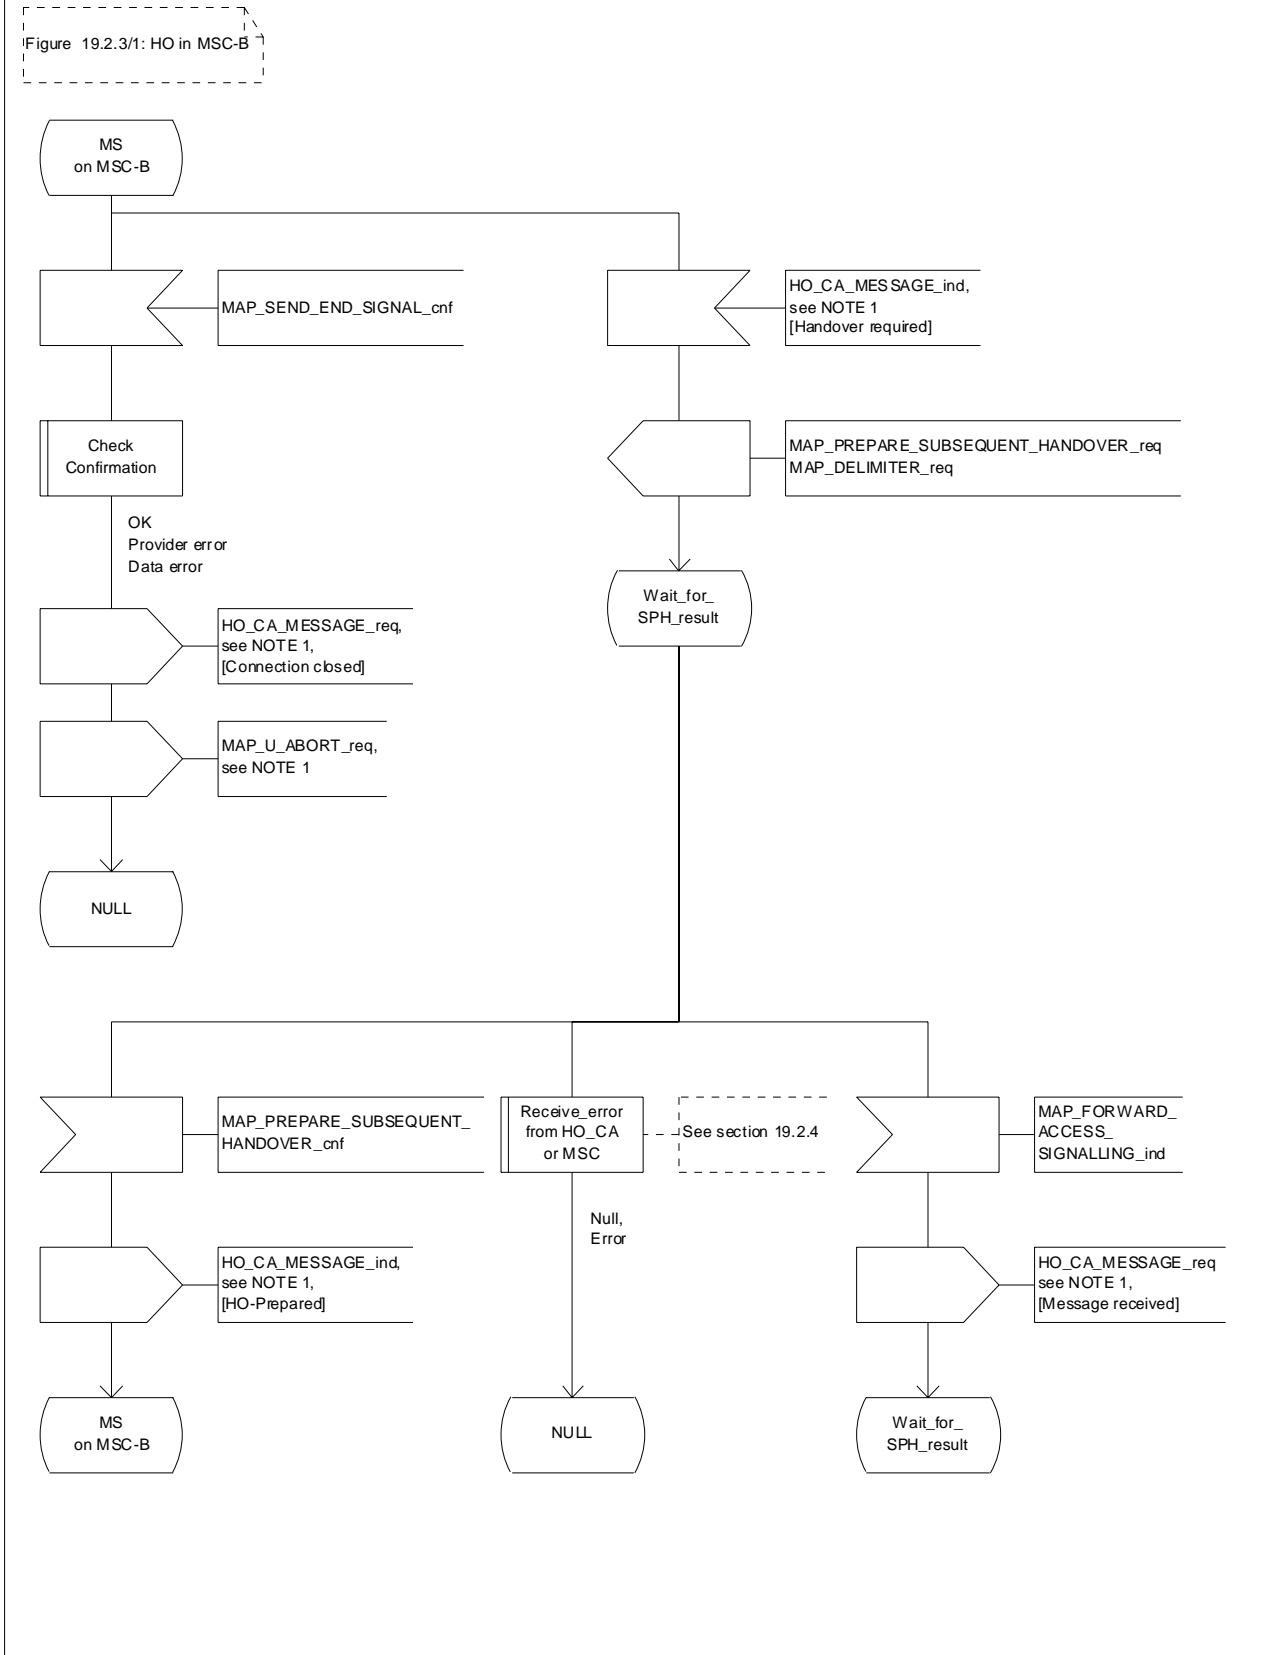 Figure 19.2.3/1: HO in MSC-B
MS
on MSC-B
MAP_SEND_END_SIGNAL_cnf
HO_CA_MESSAGE_ind,
see NOTE 1
[Handover required]
Check
Confirmation
MAP_PREPARE_SUBSEQUENT_HANDOVER_req
MAP_DELIMITER_req
OK
Provider error
Data error
Wait_for_
SPH_result
HO_CA_MESSAGE_req,
see NOTE 1,
[Connection closed]
MAP_U_ABORT_req,
see NOTE 1
NULL
MAP_PREPARE_SUBSEQUENT_
HANDOVER_cnf
Receive_error
from HO_CA
or MSC
See section 19.2.4
MAP_FORWARD_
ACCESS_
SIGNALLING_ind
Null,
Error
HO_CA_MESSAGE_ind,
see NOTE 1,
[HO-Prepared]
HO_CA_MESSAGE_req
see NOTE 1,
[Message received]
MS
on MSC-B
NULL
Wait_for_
SPH_result